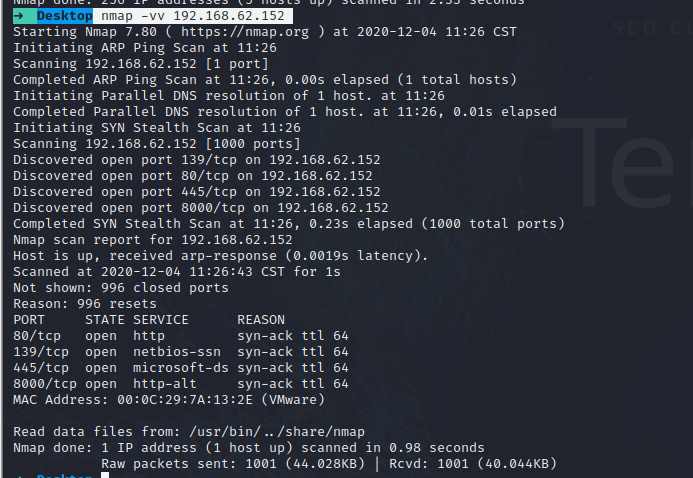 Nmap done: 256 IP addresses (5 hosts up) scanned in 2.53 seconds
→ Desktop nmap -vv 192.168.62.152
Starting Nmap 7.80 ( https://nmap.org ) at 2020-12-04 11:26 CST
Initiating ARP Ping Scan at 11:26
Scanning 192.168.62.152 [1 port]
Completed ARP Ping Scan at 11:26, 0.00s elapsed (1 total hosts)
Initiating Parallel DNS resolution of 1 host. at 11:26
Completed Parallel DNS resolution of 1 host. at 11:26, 0.01s elapsed
Initiating SYN Stealth Scan at 11:26
Scanning 192.168.62.152 [1000 ports]
Discovered open port 139/tcp on 192.168.62.152
Discovered open port 80/tcp on 192.168.62.152
Discovered open port 445/tcp on 192.168.62.152
Discovered open port 8000/tcp on 192.168.62.152
Completed SYN Stealth Scan at 11:26, 0.23s elapsed (1000 total ports)
Nmap scan report for 192.168.62.152
Host is up, received arp-response (0.0019s latency).
Scanned at 2020-12-04 11:26:43 CST for 1s
Not shown: 996 closed ports
Reason: 996 resets
PORT STATE SERVICE REASON
80/tcp open http syn-ack ttl 64
139/tcp open netbios-ssn syn-ack ttl 64
445/tcp open microsoft-ds syn-ack ttl 64
8000/tcp open http-alt syn-ack ttl 64
MAC Address: 00:0C:29:7A:13:2E (VMware)
Read data files from: /usr/bin/../share/nmap
Nmap done: 1 IP address (1 host up) scanned in 0.98 seconds
Raw packets sent: 1001 (44.028KB) | Rcvd: 1001 (40.044KB)
→ Desktop
SED C
Te